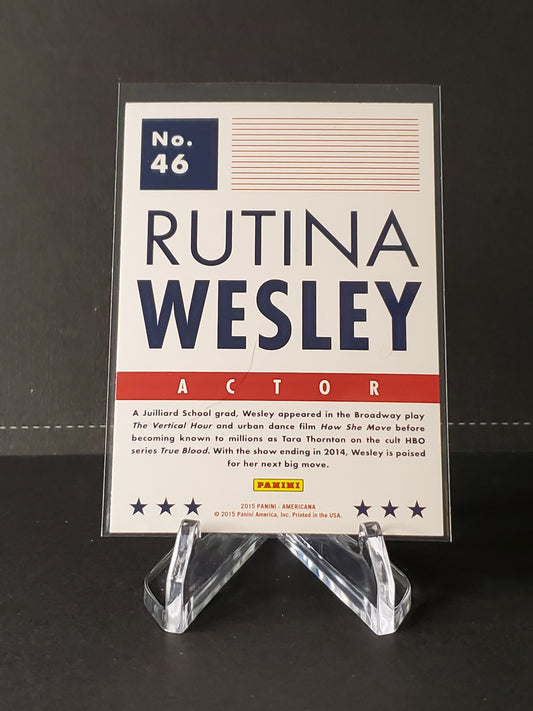 No.
46
RUTINA
WESLEY
ACTOR
A Juilliard School grad, Wesley appeared in the Broadway play
The Vertical Hour and urban dance film How She Move before
becoming known to millions as Tara Thornton on the cult HBO
series True Blood. With the show ending in 2014, Wesley is poised
for her next big move.
PANINI
2015 PANINI - AMERICANA
© 2015 Panini America, Inc. Printed in the USA.